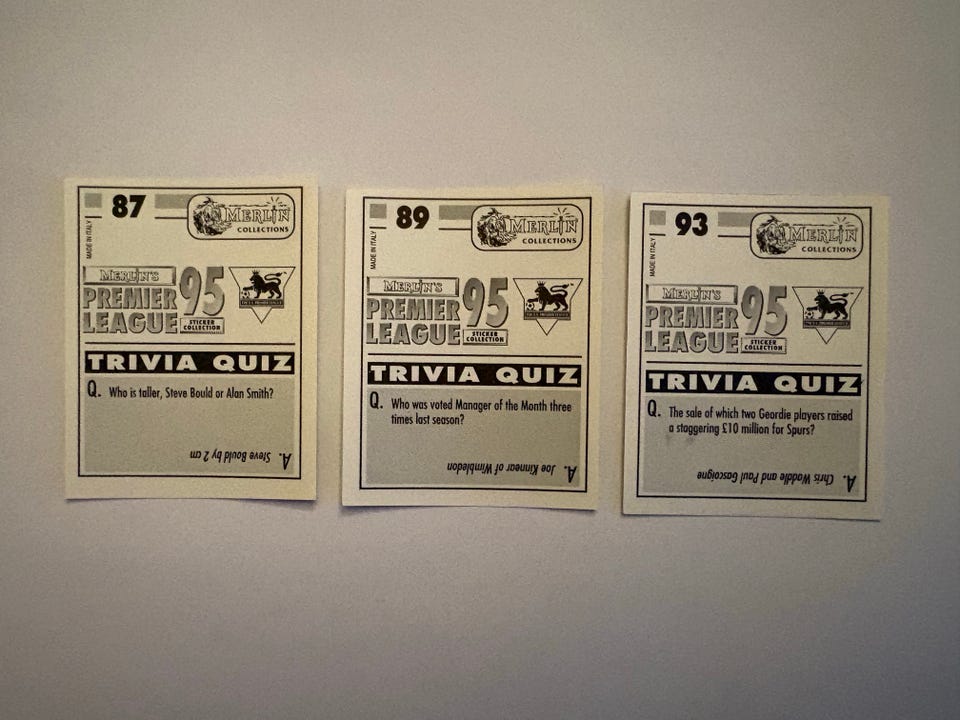 87
MERLIN
COLLECTIONS
MADE IN ITALY
MERLIN'S
PREMIER
LEAGUE
95
STICKER
COLLECTION
TRIVIA QUIZ
Q. Who is taller, Steve Bould or Alan Smith?
A. Steve Bould by 2 cm
89
MERLIN
COLLECTIONS
MADE IN ITALY
MERLIN'S
PREMIER
LEAGUE
95
STICKER
COLLECTION
TRIVIA QUIZ
Q. Who was voted Manager of the Month three
times last season?
A. Joe Kinnear of Wimbledon
93
MERLIN
COLLECTIONS
MADE IN ITALY
MERLIN'S
PREMIER
LEAGUE
95
STICKER
COLLECTION
TRIVIA QUIZ
Q. The sale of which two Geordie players raised
a staggering £10 million for Spurs?
A. Chris Waddle and Paul Gascoigne